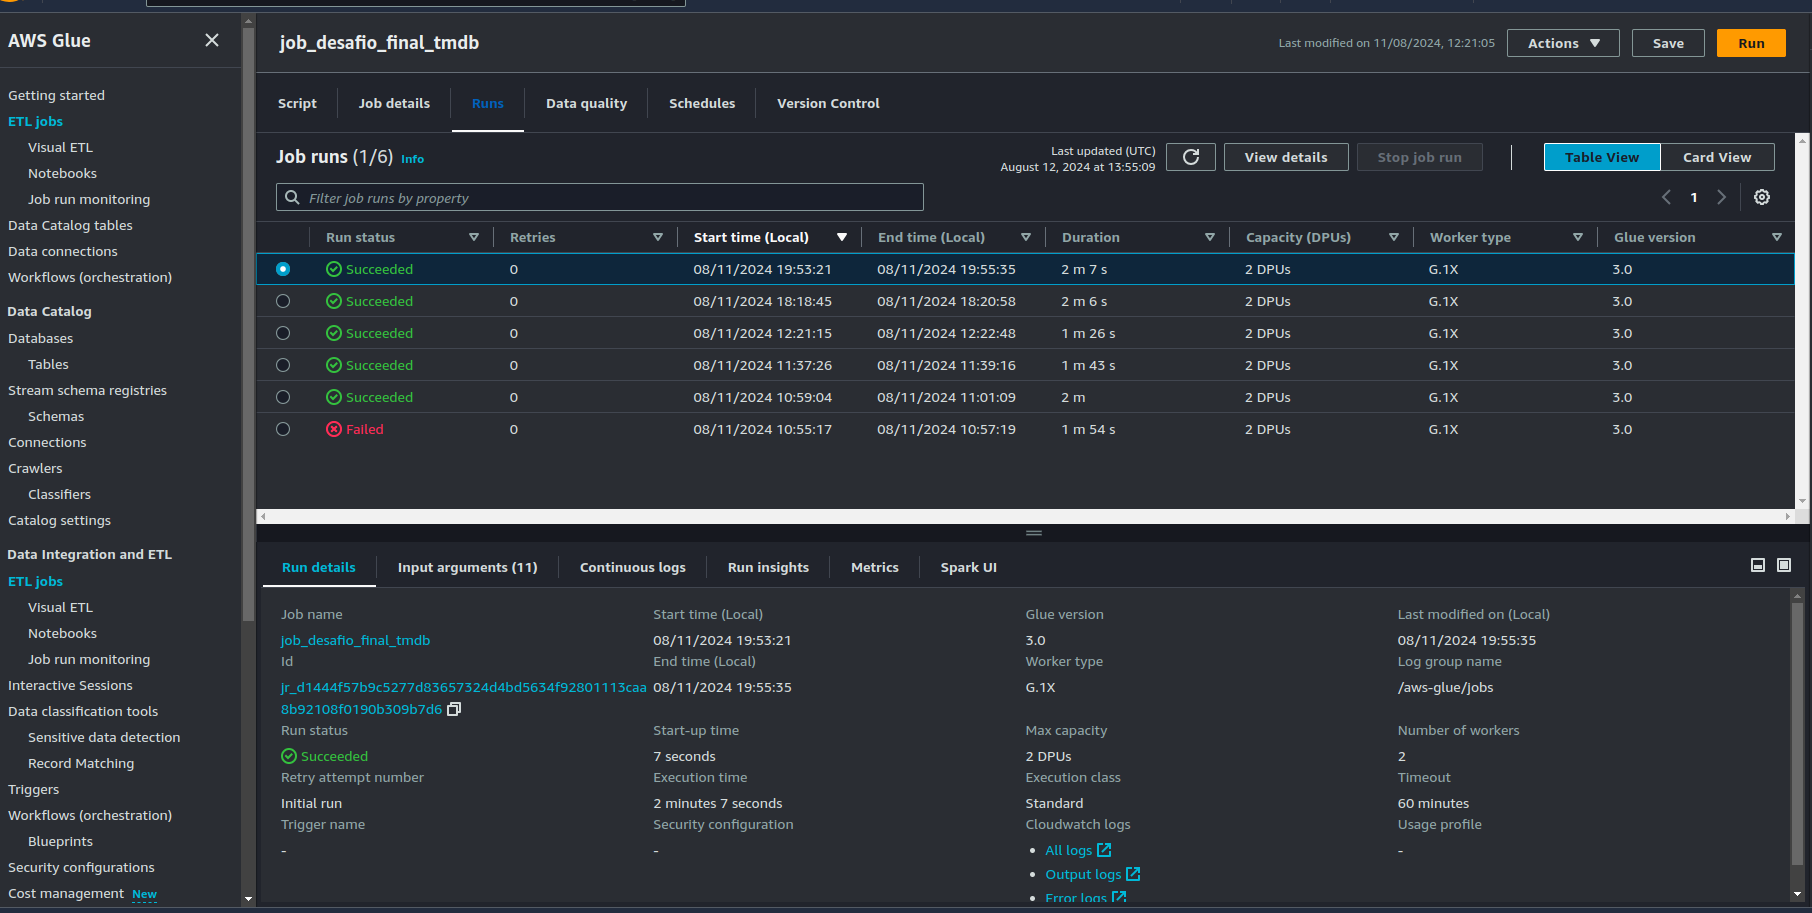 AWS Glue
Getting started
ETL jobs
Visual ETL
Notebooks
Job run monitoring
Data Catalog tables
Data connections
Workflows (orchestration)
Data Catalog
Databases
Tables
Stream schema registries
Schemas
Connections
Crawlers
Classifiers
Catalog settings
Data Integration and ETL
ETL jobs
Visual ETL
Notebooks
Job run monitoring
Interactive Sessions
Data classification tools
Sensitive data detection
Record Matching
Triggers
Workflows (orchestration)
Blueprints
Security configurations
Cost management New
job_desafio_final_tmdb
Last modified on 11/08/2024, 12:21:05
Actions
Save
Run
Script
Job details
Runs
Data quality
Schedules
Version Control
Job runs (1/6) Info
Last updated (UTC)
August 12, 2024 at 13:55:09
View details
Stop job run
Table View
Card View
Filter job runs by property
1
Run status Retries Start time (Local) End time (Local) Duration Capacity (DPUs) Worker type Glue version
Succeeded 0 08/11/2024 19:53:21 08/11/2024 19:55:35 2 m 7 s 2 DPUs G.1X 3.0
Succeeded 0 08/11/2024 18:18:45 08/11/2024 18:20:58 2 m 6 s 2 DPUs G.1X 3.0
Succeeded 0 08/11/2024 12:21:15 08/11/2024 12:22:48 1 m 26 s 2 DPUs G.1X 3.0
Succeeded 0 08/11/2024 11:37:26 08/11/2024 11:39:16 1 m 43 s 2 DPUs G.1X 3.0
Succeeded 0 08/11/2024 10:59:04 08/11/2024 11:01:09 2 m 2 DPUs G.1X 3.0
Failed 0 08/11/2024 10:55:17 08/11/2024 10:57:19 1 m 54 s 2 DPUs G.1X 3.0
Run details
Input arguments (11)
Continuous logs
Run insights
Metrics
Spark UI
Job name
job_desafio_final_tmdb
Id
jr_d1444f57b9c5277d83657324d4bd5634f92801113caa
8b92108f0190b309b7d6
Run status
Succeeded
Retry attempt number
Initial run
Trigger name
-
Start time (Local)
08/11/2024 19:53:21
End time (Local)
08/11/2024 19:55:35
Start-up time
7 seconds
Execution time
2 minutes 7 seconds
Security configuration
-
Glue version
3.0
Worker type
G.1X
Max capacity
2 DPUs
Execution class
Standard
Cloudwatch logs
All logs
Output logs
Error logs
Last modified on (Local)
08/11/2024 19:55:35
Log group name
/aws-glue/jobs
Number of workers
2
Timeout
60 minutes
Usage profile
-